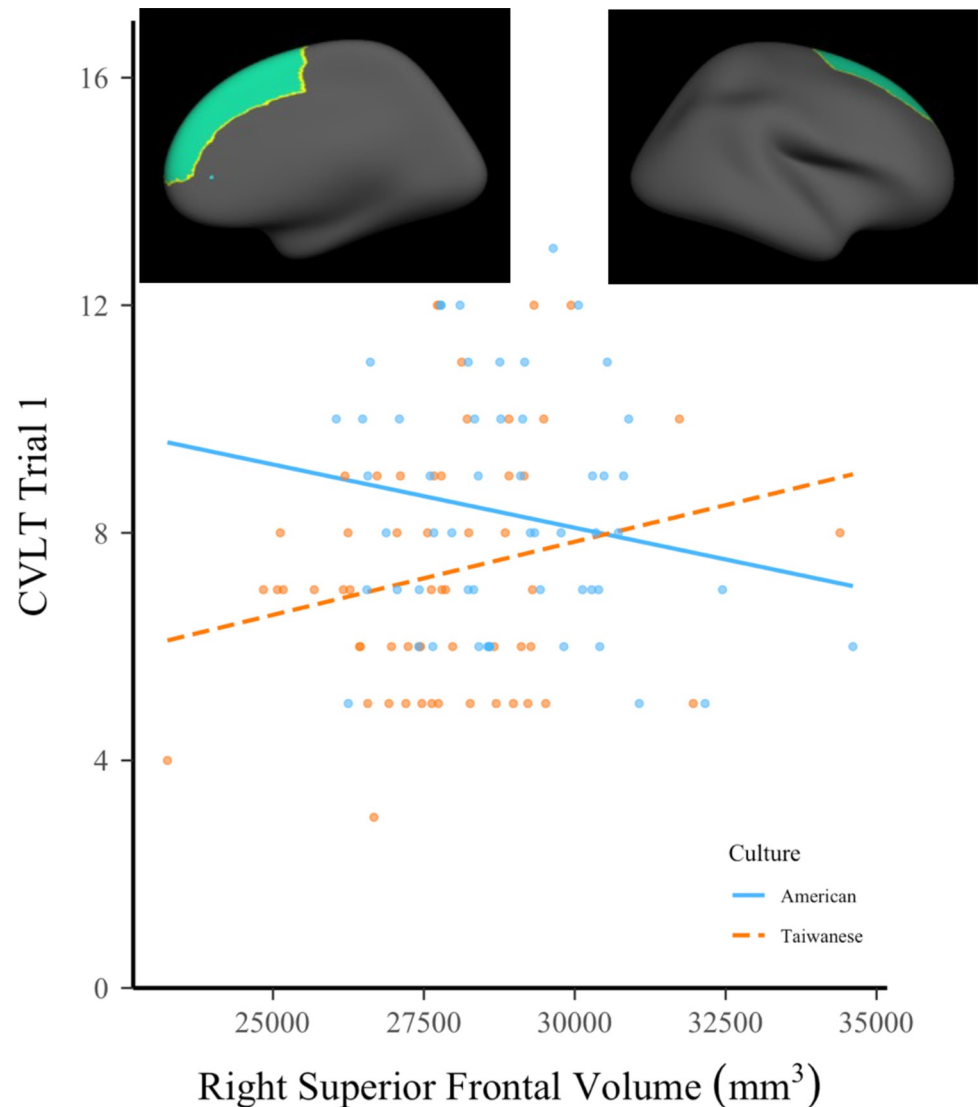 16
12
8
4
0
CVLT Trial 1
Culture
American
Taiwanese
25000 27500 30000 32500 35000
Right Superior Frontal Volume (mm³)